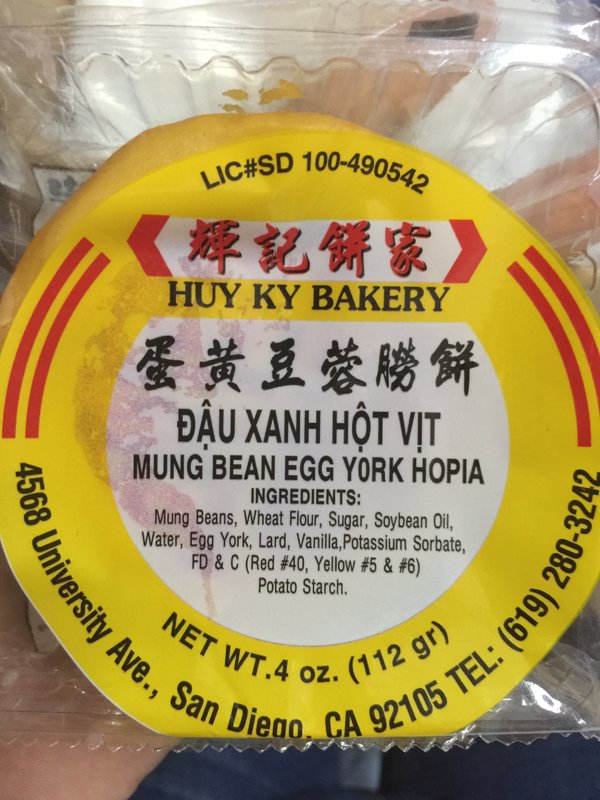 LIC#SD 100-490542
輝記餅家
HUY KY BAKERY
蛋黄豆蓉撈餅
ĐẬU XANH HỘT VỊT
MUNG BEAN EGG YORK HOPIA
INGREDIENTS:
Mung Beans, Wheat Flour, Sugar, Soybean Oil,
Water, Egg York, Lard, Vanilla,Potassium Sorbate,
FD & C (Red #40, Yellow #5 & #6)
Potato Starch.
NET WT.4 oz. (112 gr)
4568 University Ave., San Diego, CA 92105 TEL: (619) 280-3242